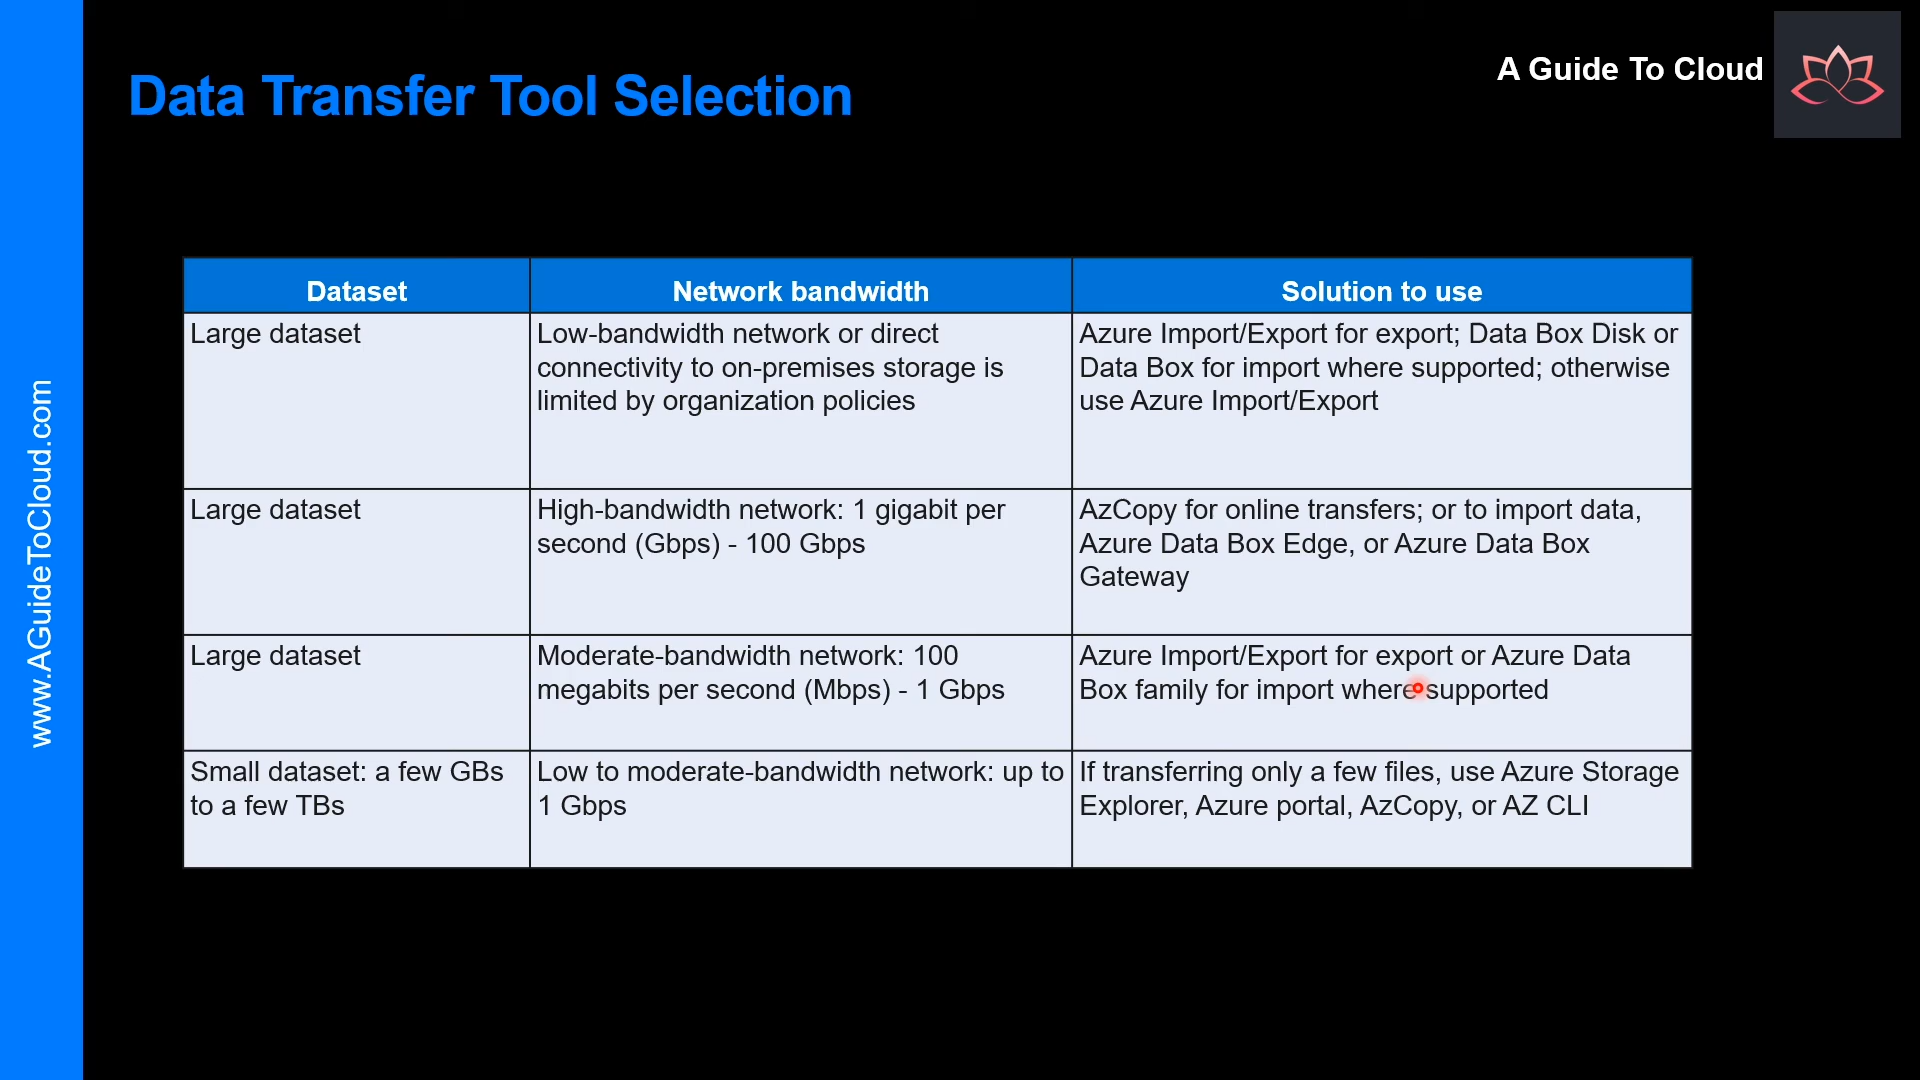 Data Transfer Tool Selection
A Guide To Cloud
www.AGuideToCloud.com
Dataset
Network bandwidth
Solution to use
Large dataset
Low-bandwidth network or direct
connectivity to on-premises storage is
limited by organization policies
Azure Import/Export for export; Data Box Disk or
Data Box for import where supported; otherwise
use Azure Import/Export
Large dataset
High-bandwidth network: 1 gigabit per
second (Gbps) - 100 Gbps
AzCopy for online transfers; or to import data,
Azure Data Box Edge, or Azure Data Box
Gateway
Large dataset
Moderate-bandwidth network: 100
megabits per second (Mbps) - 1 Gbps
Azure Import/Export for export or Azure Data
Box family for import where supported
Small dataset: a few GBs
to a few TBs
Low to moderate-bandwidth network: up to
1 Gbps
If transferring only a few files, use Azure Storage
Explorer, Azure portal, AzCopy, or AZ CLI